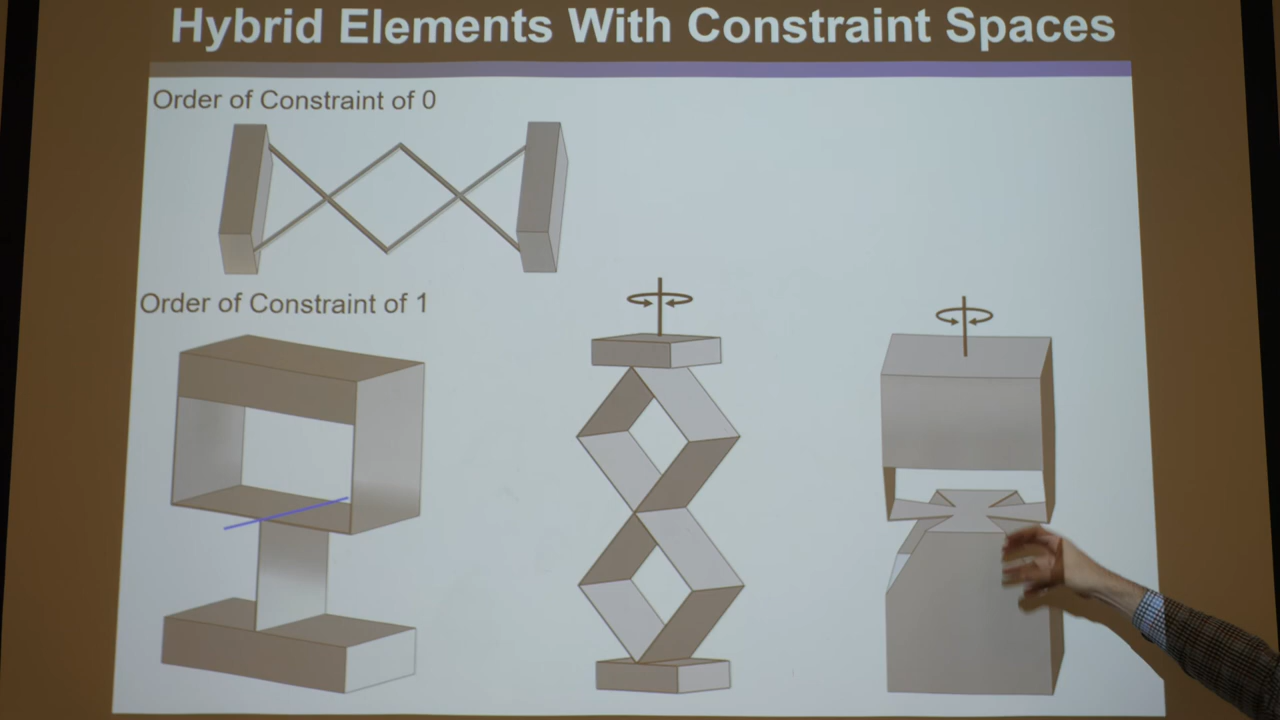 Hybrid Elements With Constraint Spaces
Order of Constraint of 0
Order of Constraint of 1